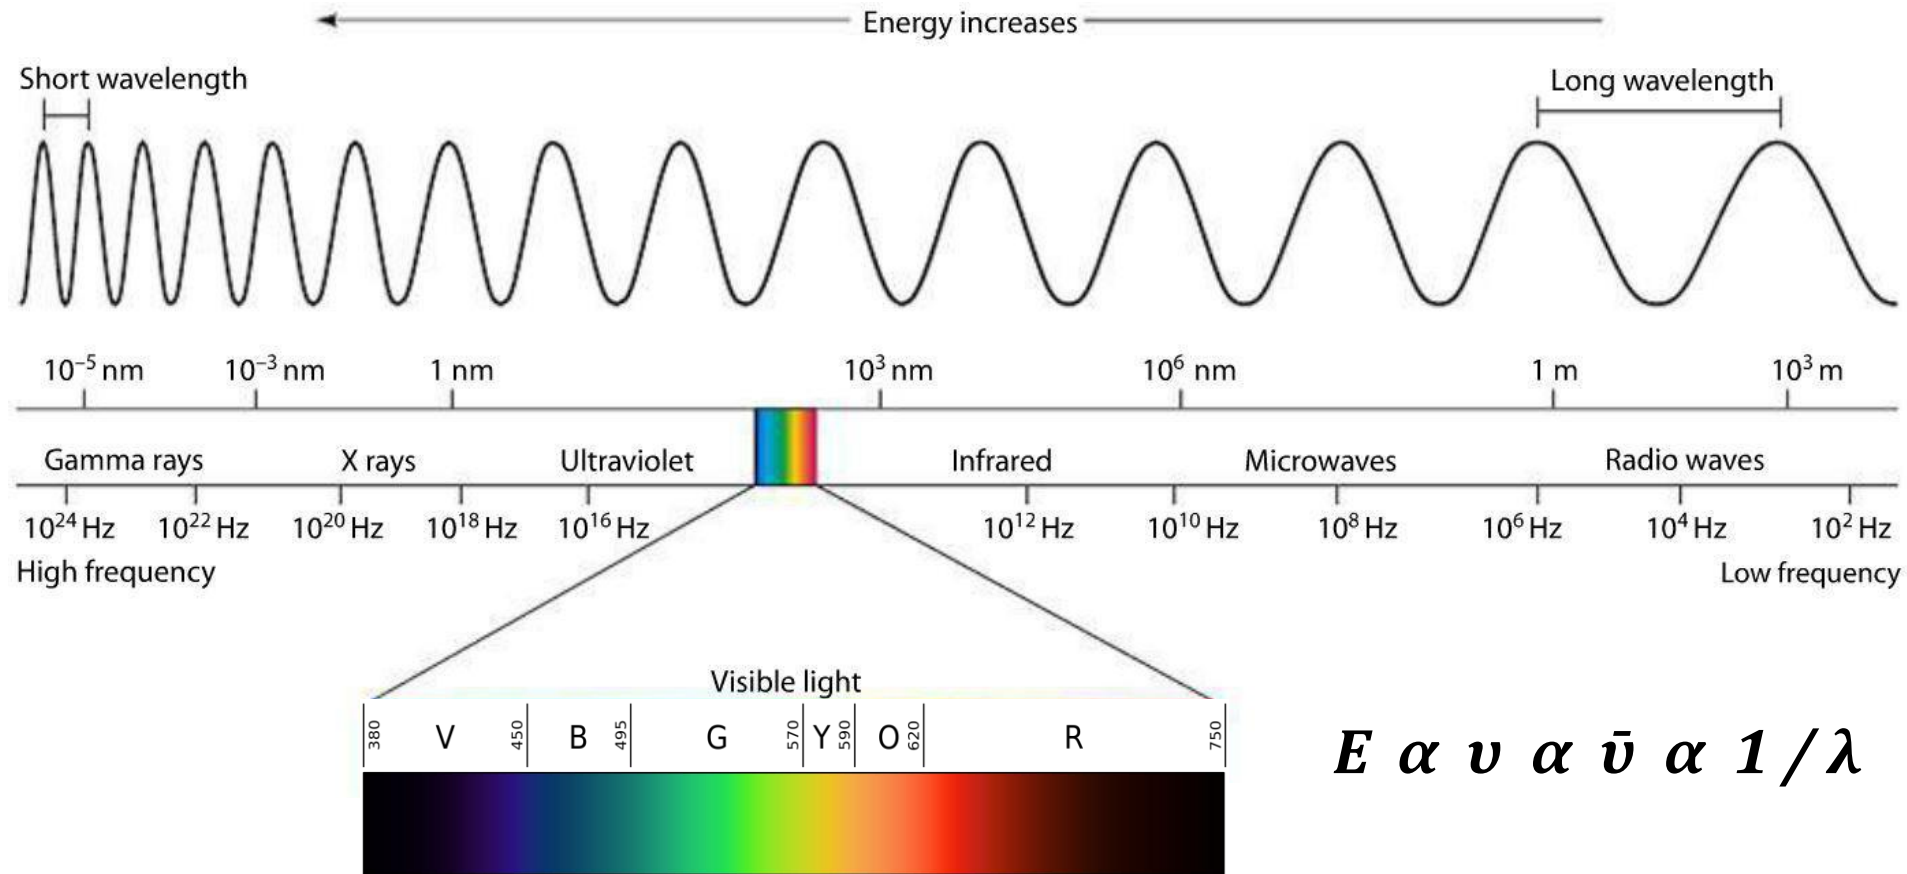 Energy increases
Short wavelength Long wavelength
10⁻⁵ nm 10⁻³ nm 1 nm 10³ nm 10⁶ nm 1 m 10³ m
Gamma rays X rays Ultraviolet Infrared Microwaves Radio waves
10²⁴ Hz 10²² Hz 10²⁰ Hz 10¹⁸ Hz 10¹⁶ Hz 10¹² Hz 10¹⁰ Hz 10⁸ Hz 10⁶ Hz 10⁴ Hz 10² Hz
High frequency Low frequency
Visible light
380 V 450 B 495 G 570 Y 590 O 620 R 750
E α υ α ῡ α 1/λ